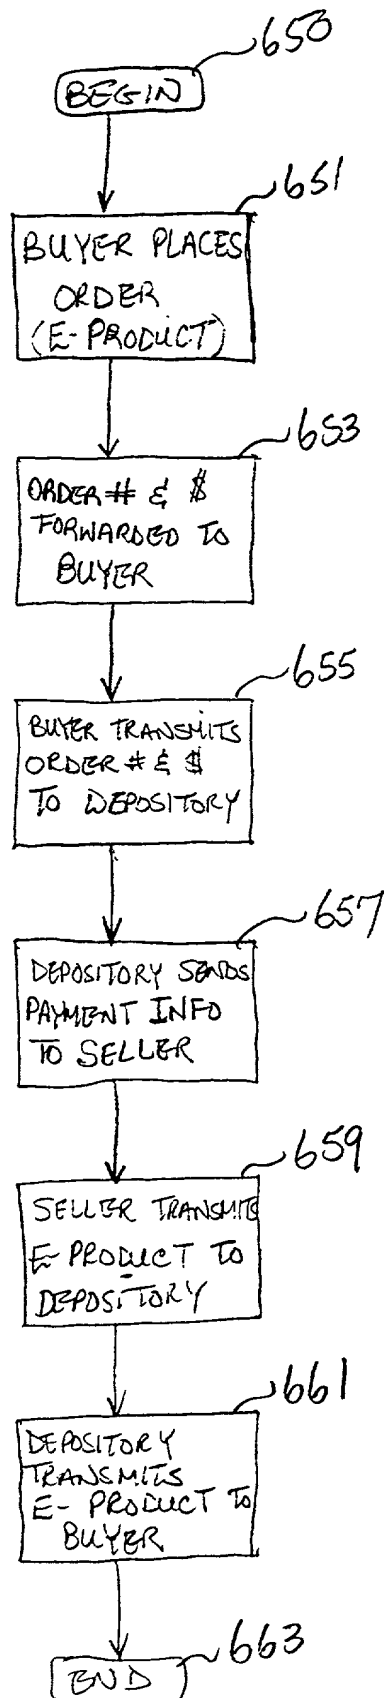 650
BEGIN
651
BUYER PLACES
ORDER
(E-PRODUCT)
653
ORDER # & $
FORWARDED TO
BUYER
655
BUYER TRANSMITS
ORDER # & $
TO DEPOSITORY
657
DEPOSITORY SENDS
PAYMENT INFO
TO SELLER
659
SELLER TRANSMITS
E-PRODUCT TO
DEPOSITORY
661
DEPOSITORY
TRANSMITS
E-PRODUCT TO
BUYER
663
END